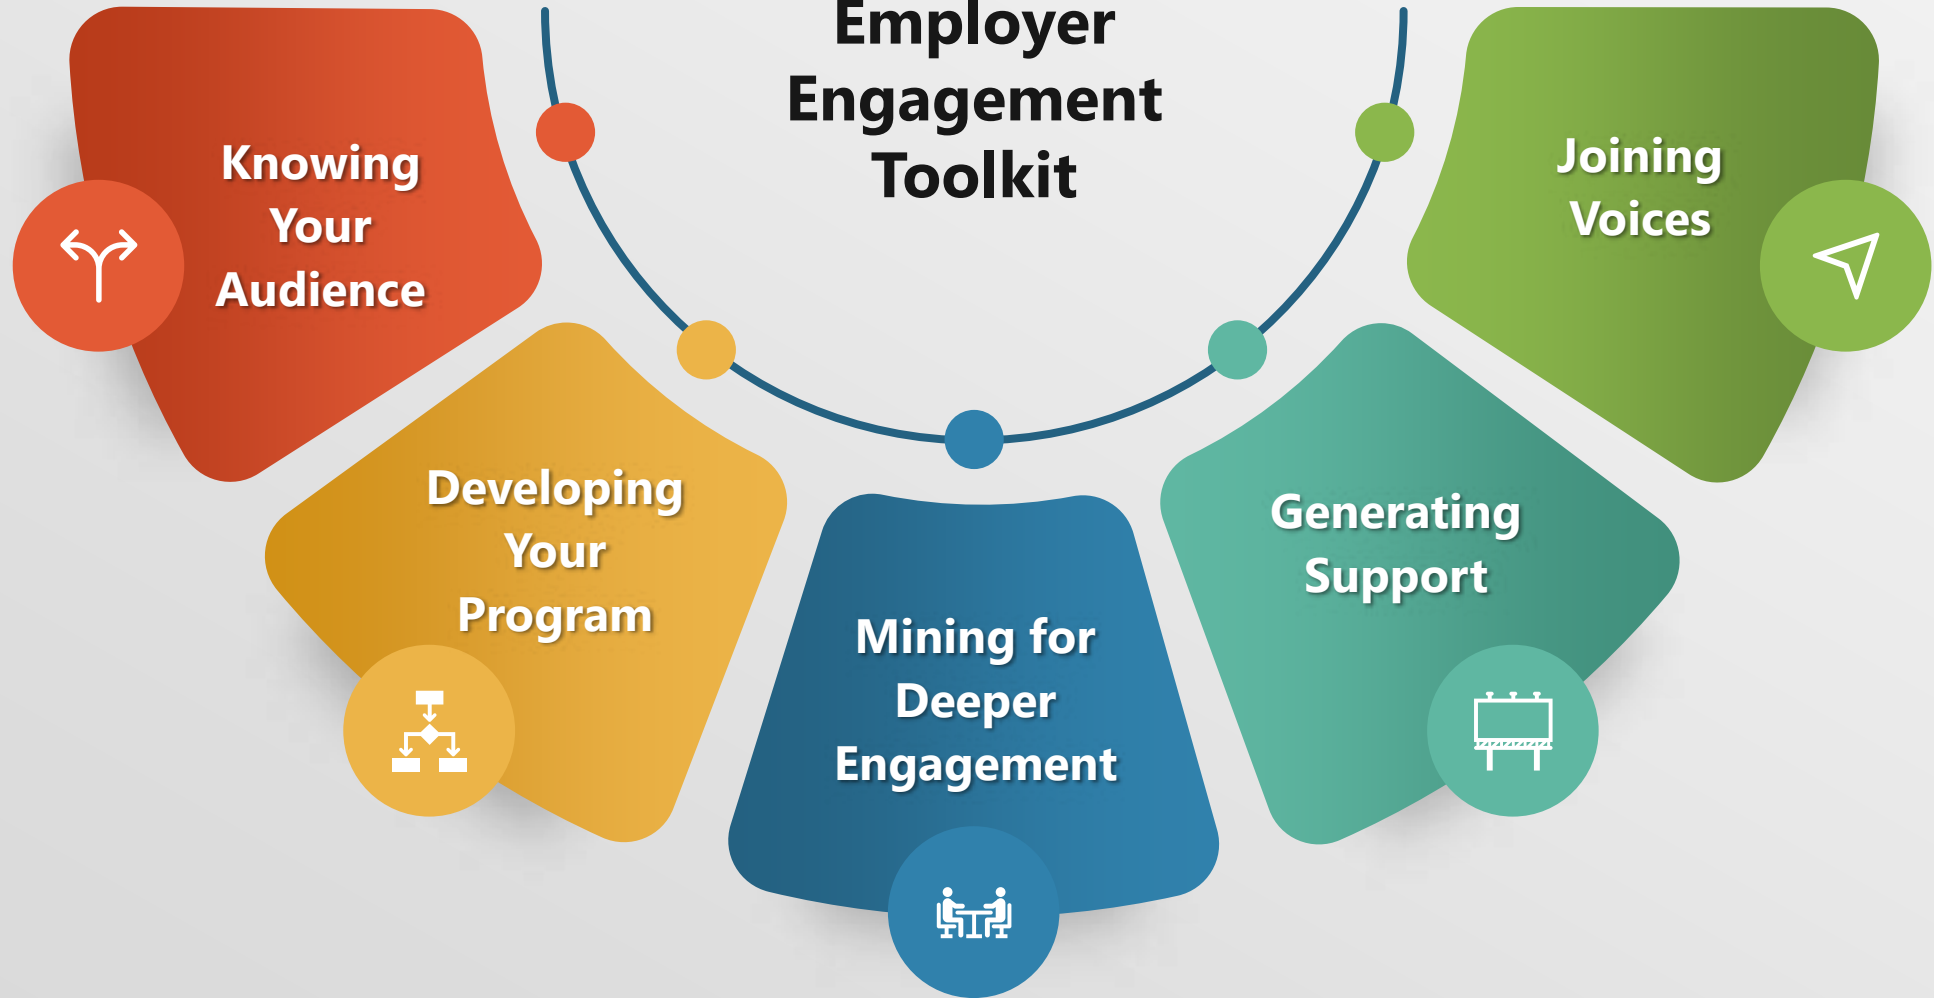 Employer
Engagement
Toolkit
Knowing
Your
Audience
Developing
Your
Program
Mining for
Deeper
Engagement
Generating
Support
Joining
Voices